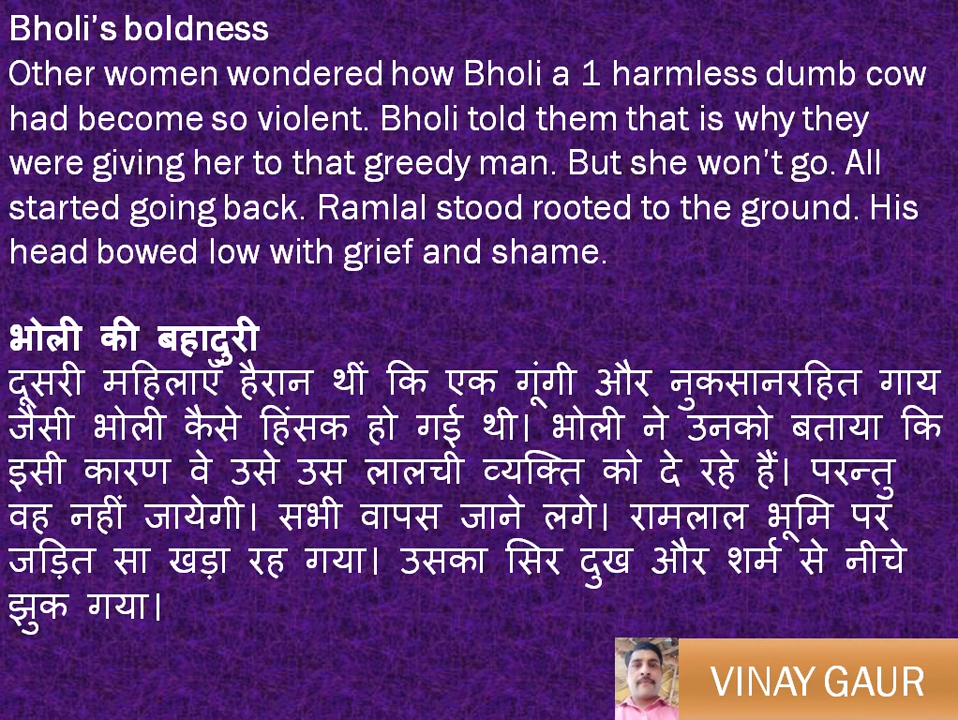 Bholi's boldness
Other women wondered how Bholi a 1 harmless dumb cow
had become so violent. Bholi told them that is why they
were giving her to that greedy man. But she won't go. All
started going back. Ramlal stood rooted to the ground. His
head bowed low with grief and shame.
भोली की बहादुरी
दूसरी महिलाएँ हैरान थीं कि एक गूंगी और नुकसानरहित गाय
जैसी भोली कैसे हिंसक हो गई थी। भोली ने उनको बताया कि
इसी कारण वे उसे उस लालची व्यक्ति को दे रहे हैं। परन्तु
वह नहीं जायेगी। सभी वापस जाने लगे। रामलाल भूमि पर
जड़ित सा खड़ा रह गया। उसका सिर दुख और शर्म से नीचे
झुक गया।
VINAY GAUR